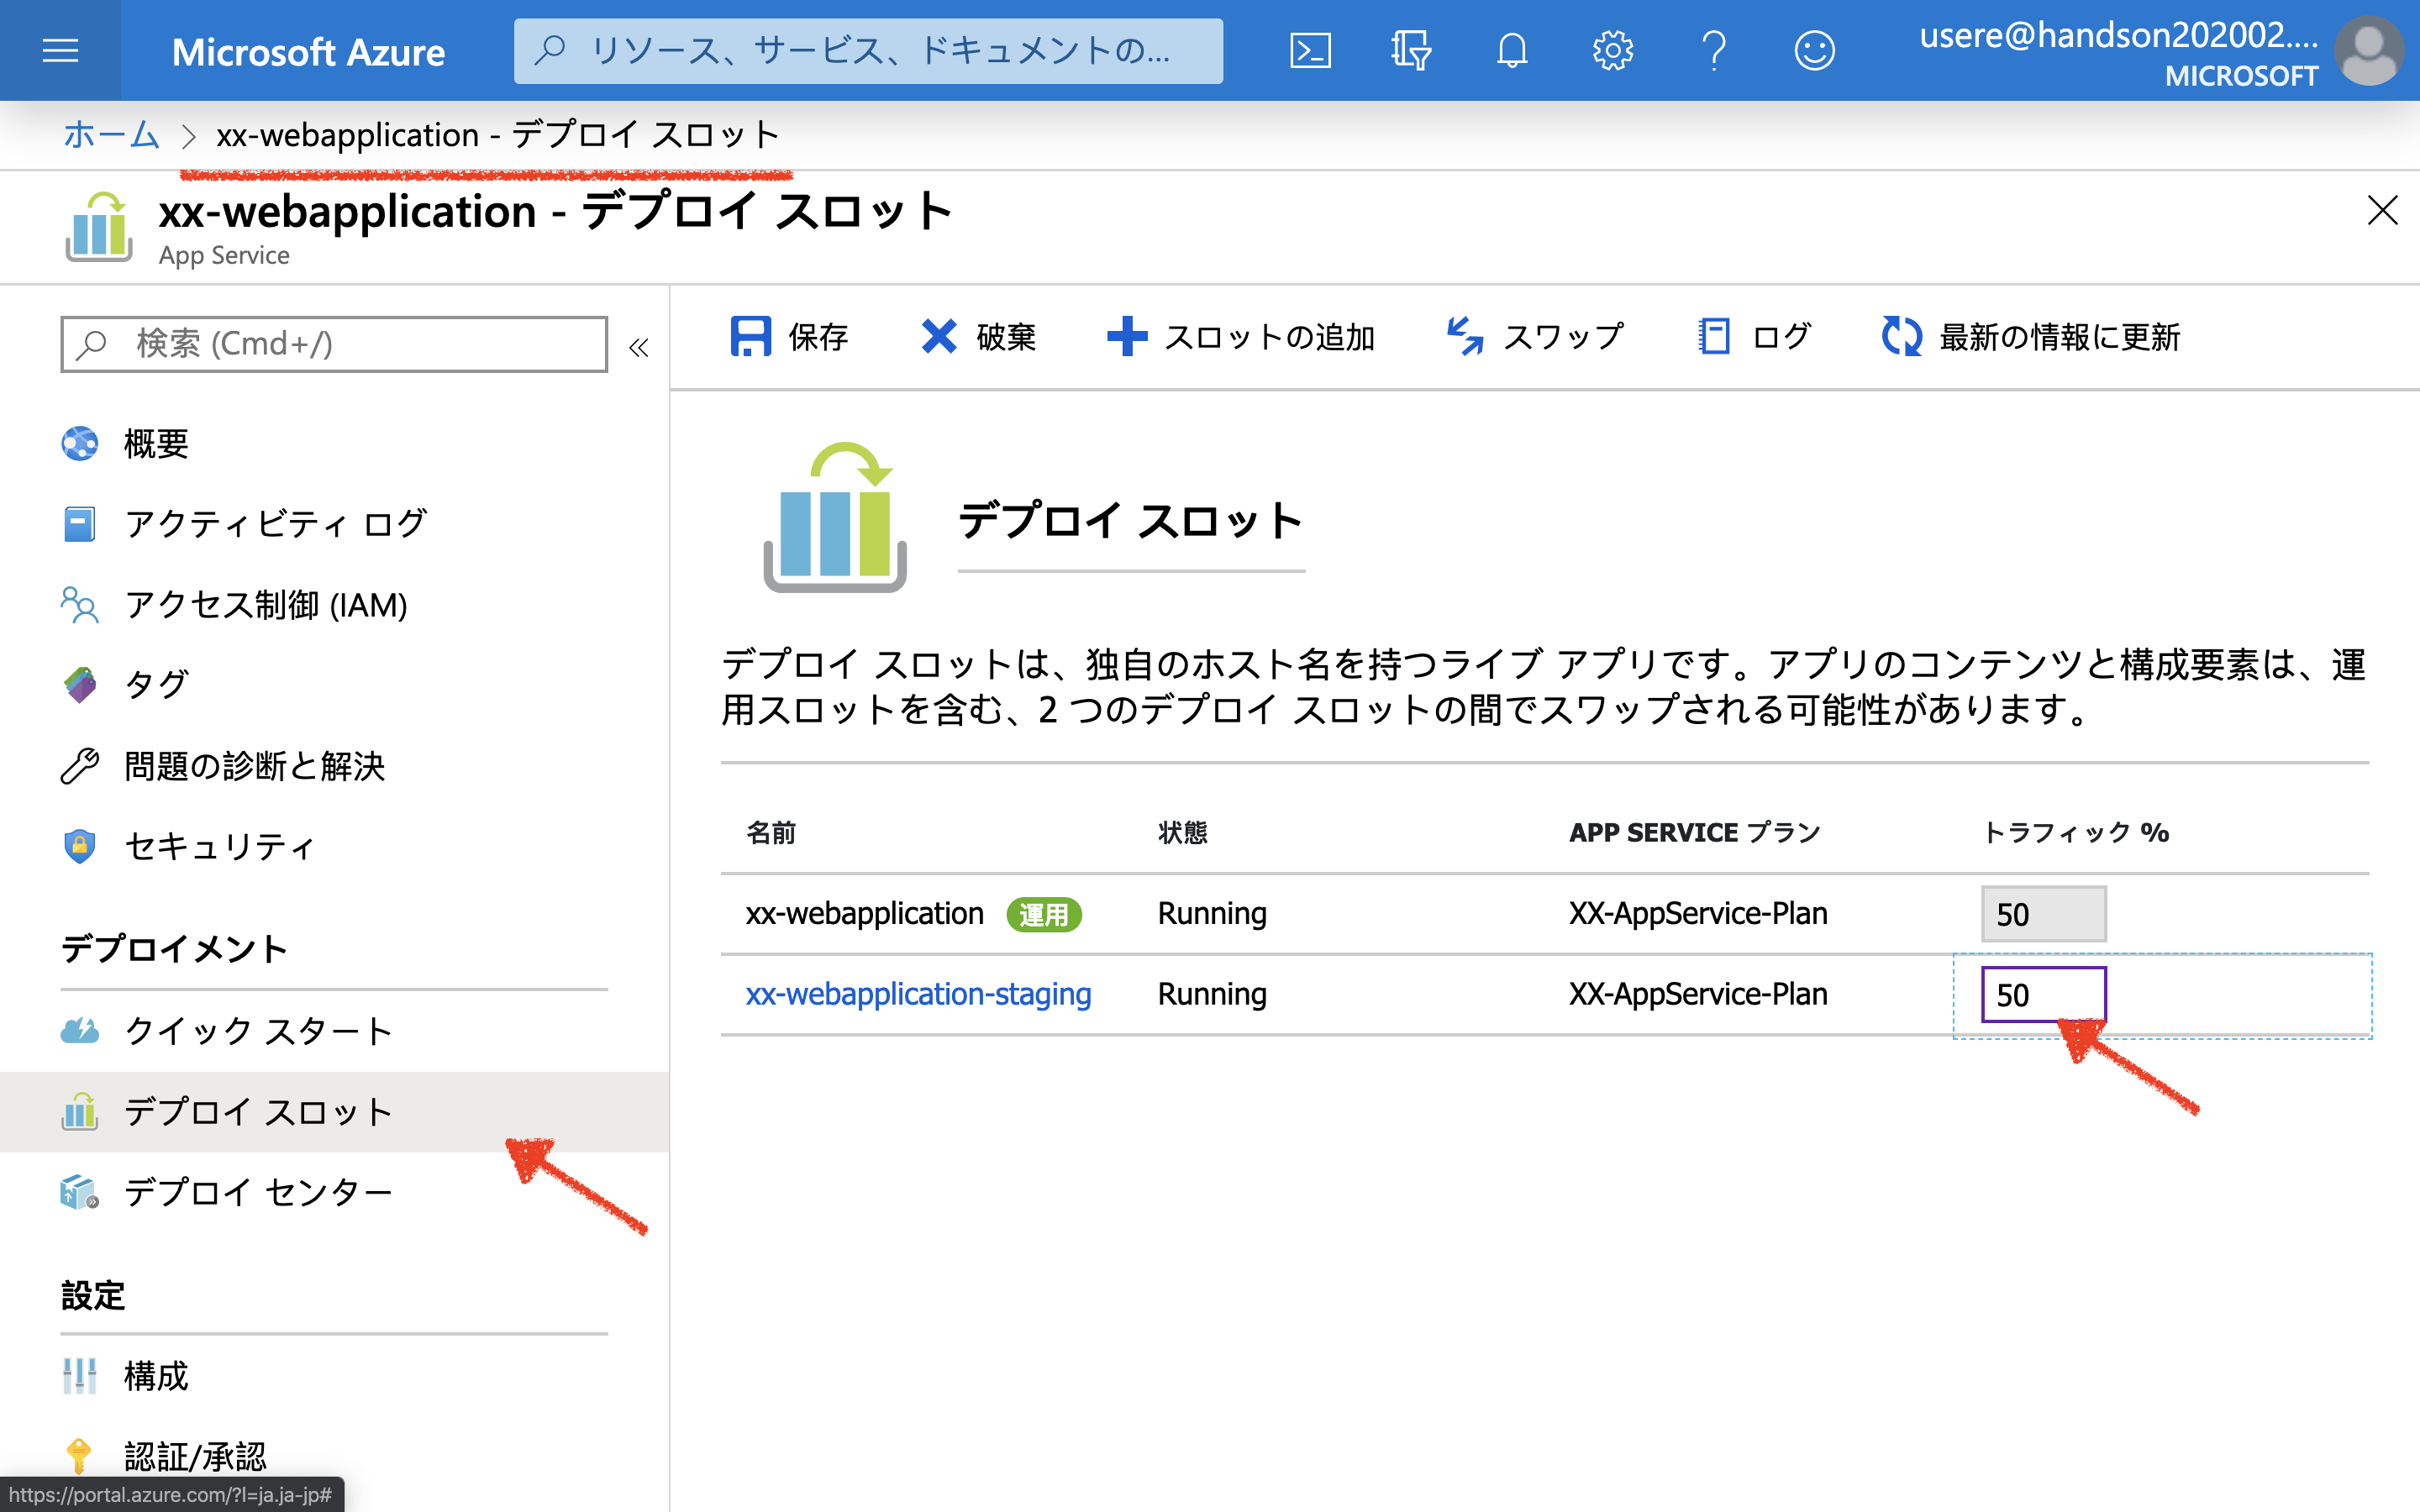 Microsoft Azure
リソース、サービス、ドキュメントの...
usere@handson202002....
MICROSOFT
ホーム > xx-webapplication - デプロイ スロット
xx-webapplication - デプロイ スロット
App Service
検索 (Cmd+/)
«
概要
アクティビティ ログ
アクセス制御 (IAM)
タグ
問題の診断と解決
セキュリティ
デプロイメント
クイック スタート
デプロイ スロット
デプロイ センター
設定
構成
認証/承認
https://portal.azure.com/?l=ja.ja-jp#
保存 破棄 スロットの追加 スワップ ログ 最新の情報に更新
デプロイ スロット
デプロイ スロットは、独自のホスト名を持つライブ アプリです。アプリのコンテンツと構成要素は、運
用スロットを含む、2 つのデプロイ スロットの間でスワップされる可能性があります。
名前 状態 APP SERVICE プラン トラフィック %
xx-webapplication 運用 Running XX-AppService-Plan 50
xx-webapplication-staging Running XX-AppService-Plan 50